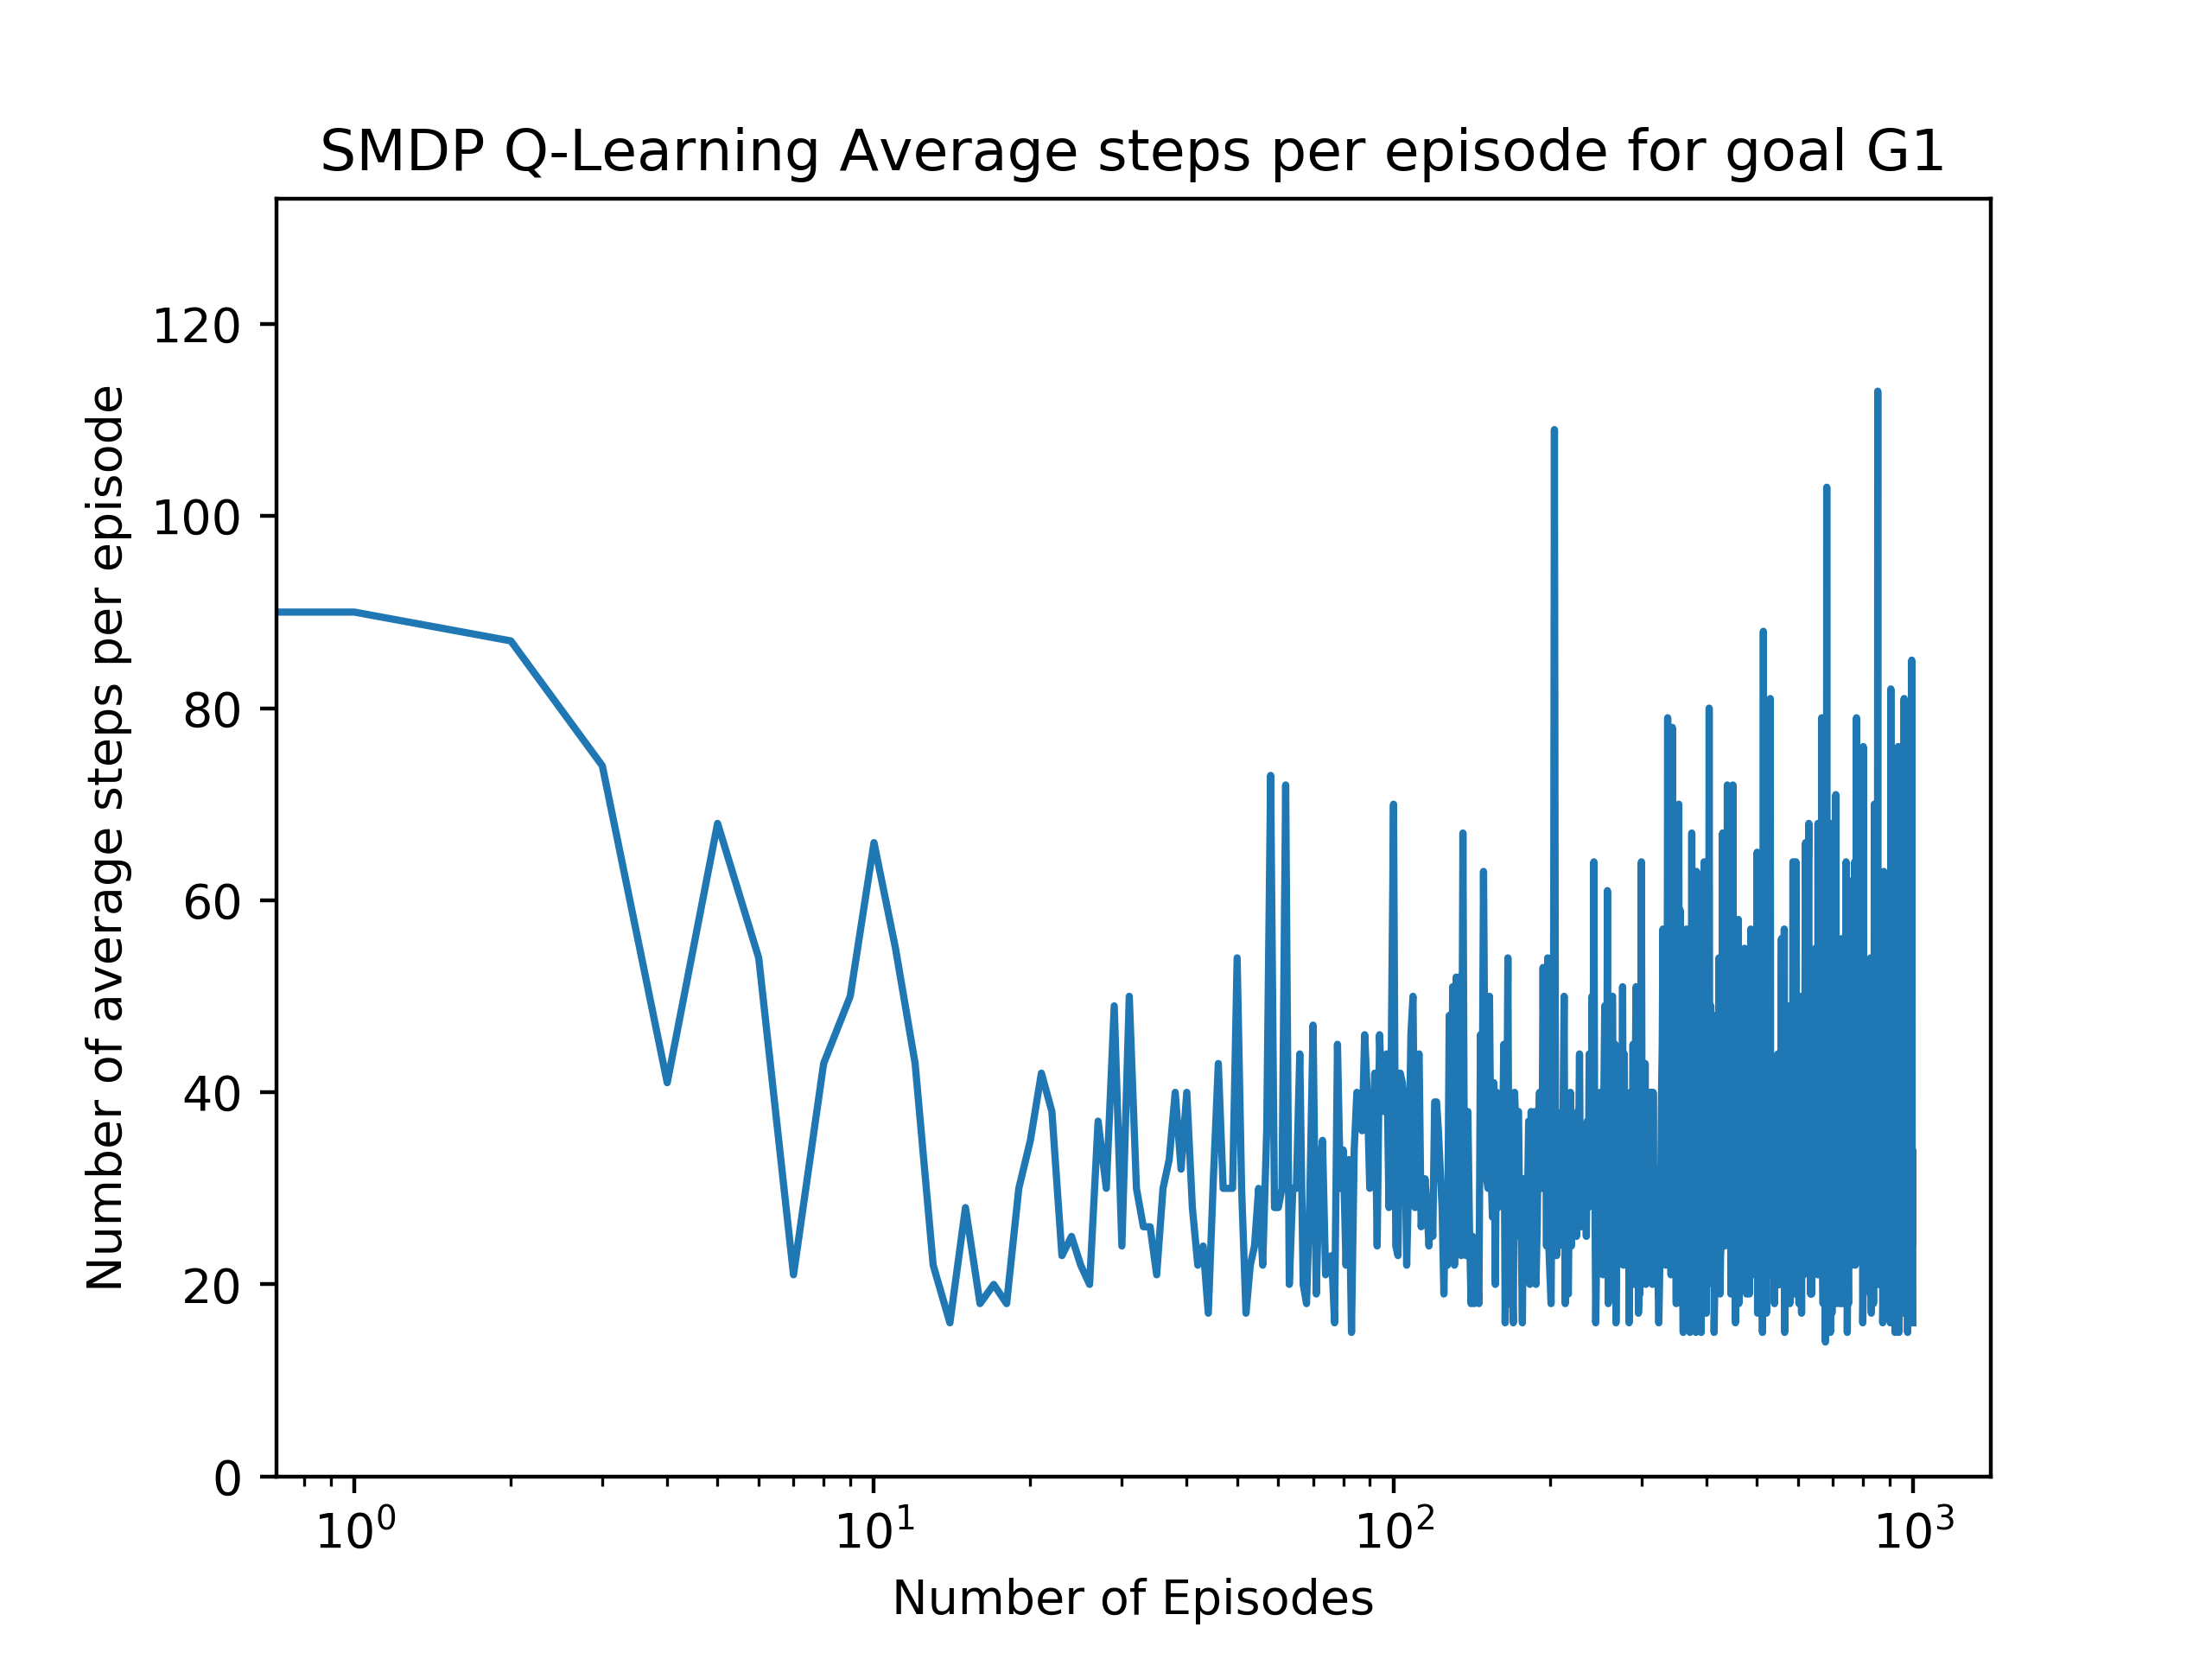 SMDP Q-Learning Average steps per episode for goal G1
Number of average steps per episode
120
100
80
60
40
20
0
10⁰ 10¹ 10² 10³
Number of Episodes